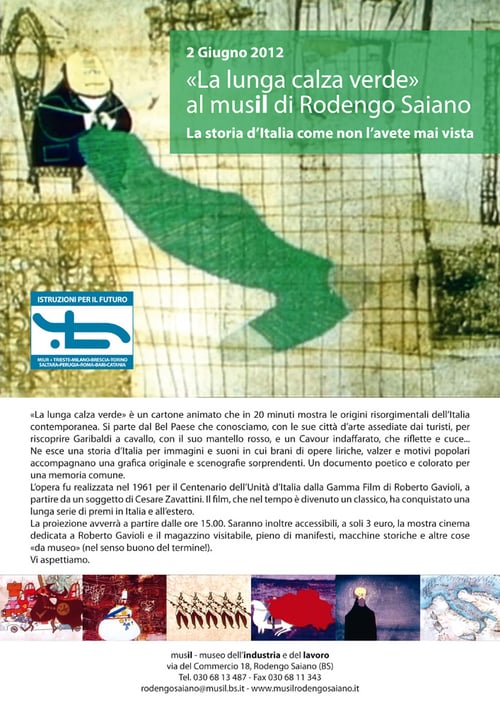 2 Giugno 2012
«La lunga calza verde»
al musil di Rodengo Saiano
La storia d'Italia come non l'avete mai vista
ISTRUZIONI PER IL FUTURO
MUSIL • TRIESTE•MILANO•BRESCIA•TORINO
SALTARA•PERUGIA•ROMA•BARI•CATANIA
«La lunga calza verde» è un cartone animato che in 20 minuti mostra le origini risorgimentali dell'Italia
contemporanea. Si parte dal Bel Paese che conosciamo, con le sue città d'arte assediate dai turisti, per
riscoprire Garibaldi a cavallo, con il suo mantello rosso, e un Cavour indaffarato, che riflette e cuce...
Ne esce una storia d'Italia per immagini e suoni in cui brani di opere liriche, valzer e motivi popolari
accompagnano una grafica originale e scenografie sorprendenti. Un documento poetico e colorato per
una memoria comune.
L'opera fu realizzata nel 1961 per il Centenario dell'Unità d'Italia dalla Gamma Film di Roberto Gavioli, a
partire da un soggetto di Cesare Zavattini. Il film, che nel tempo è divenuto un classico, ha conquistato una
lunga serie di premi in Italia e all'estero.
La proiezione avverrà a partire dalle ore 15.00. Saranno inoltre accessibili, a soli 3 euro, la mostra cinema
dedicata a Roberto Gavioli e il magazzino visitabile, pieno di manifesti, macchine storiche e altre cose
«da museo» (nel senso buono del termine!).
Vi aspettiamo.
musil - museo dell'industria e del lavoro
via del Commercio 18, Rodengo Saiano (BS)
Tel. 030 68 13 487 - Fax 030 68 11 343
rodengosaiano@musil.bs.it - www.musilrodengosaiano.it